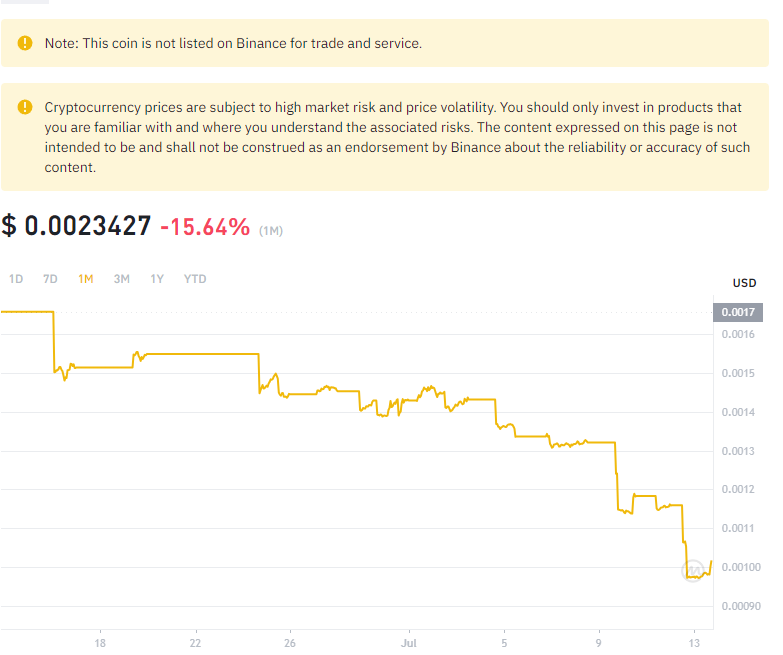 Note: This coin is not listed on Binance for trade and service.
Cryptocurrency prices are subject to high market risk and price volatility. You should only invest in products that
you are familiar with and where you understand the associated risks. The content expressed on this page is not
intended to be and shall not be construed as an endorsement by Binance about the reliability or accuracy of such
content.
$ 0.0023427 -15.64% (1M)
1D 7D 1M 3M 1Y YTD
USD
0.0017
0.0016
0.0015
0.0014
0.0013
0.0012
0.0011
0.00100
0.00090
18 22 26 Jul 5 9 13